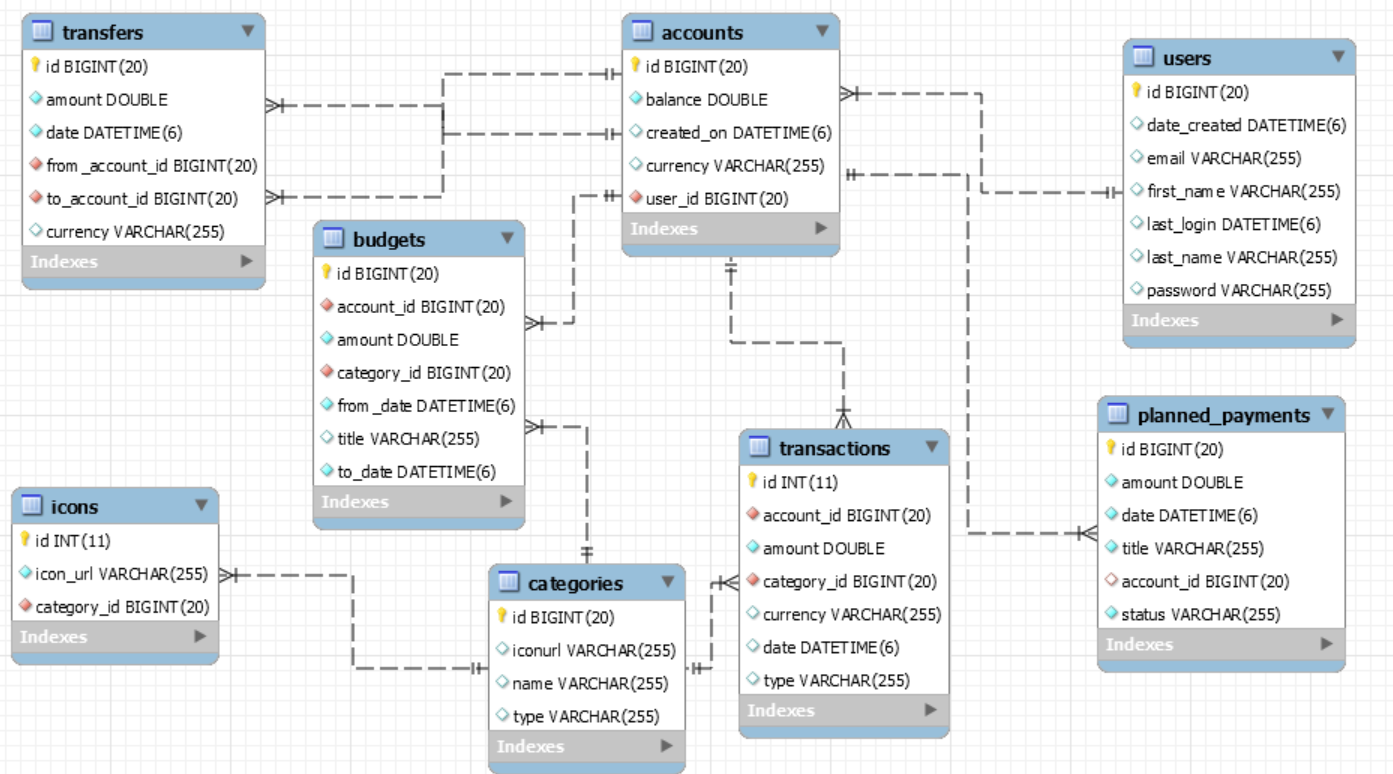 transfers
id BIGINT(20)
amount DOUBLE
date DATETIME(6)
from_account_id BIGINT(20)
to_account_id BIGINT(20)
currency VARCHAR(255)
Indexes
accounts
id BIGINT(20)
balance DOUBLE
created_on DATETIME(6)
currency VARCHAR(255)
user_id BIGINT(20)
Indexes
users
id BIGINT(20)
date_created DATETIME(6)
email VARCHAR(255)
first_name VARCHAR(255)
last_login DATETIME(6)
last_name VARCHAR(255)
password VARCHAR(255)
Indexes
budgets
id BIGINT(20)
account_id BIGINT(20)
amount DOUBLE
category_id BIGINT(20)
from_date DATETIME(6)
title VARCHAR(255)
to_date DATETIME(6)
Indexes
planned_payments
id BIGINT(20)
amount DOUBLE
date DATETIME(6)
title VARCHAR(255)
account_id BIGINT(20)
status VARCHAR(255)
Indexes
transactions
id INT(11)
account_id BIGINT(20)
amount DOUBLE
category_id BIGINT(20)
currency VARCHAR(255)
date DATETIME(6)
type VARCHAR(255)
Indexes
icons
id INT(11)
icon_url VARCHAR(255)
category_id BIGINT(20)
Indexes
categories
id BIGINT(20)
iconurl VARCHAR(255)
name VARCHAR(255)
type VARCHAR(255)
Indexes